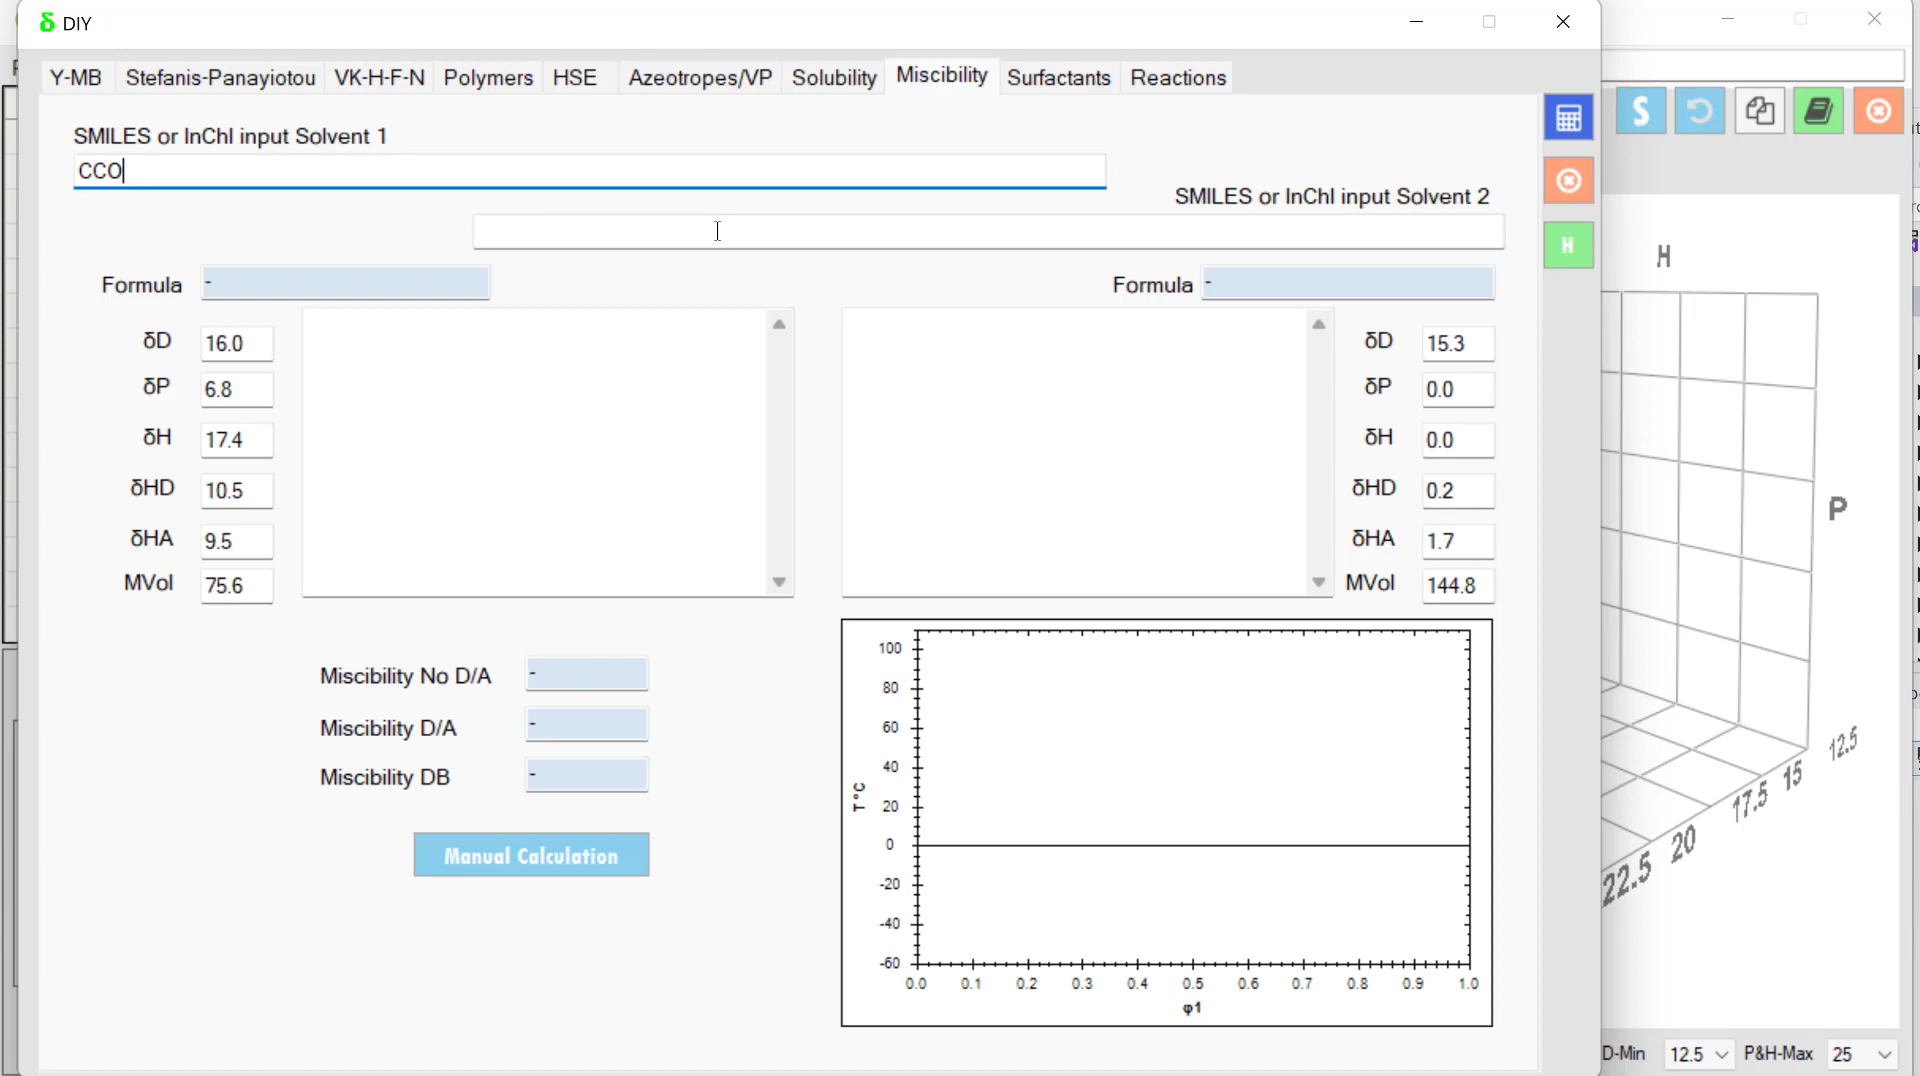 δ DIY
Y-MB Stefanis-Panayiotou VK-H-F-N Polymers HSE Azeotropes/VP Solubility Miscibility Surfactants Reactions
SMILES or InChI input Solvent 1
CCO
SMILES or InChI input Solvent 2
Formula -
Formula -
δD 16.0
δP 6.8
δH 17.4
δHD 10.5
δHA 9.5
MVol 75.6
δD 15.3
δP 0.0
δH 0.0
δHD 0.2
δHA 1.7
MVol 144.8
Miscibility No D/A -
Miscibility D/A -
Miscibility DB -
Manual Calculation
100
80
60
40
20
0
-20
-40
-60
T°C
0.0 0.1 0.2 0.3 0.4 0.5 0.6 0.7 0.8 0.9 1.0
φ1
H
S
H
P
12.5
15
17.5
20
22.5
D-Min 12.5 P&H-Max 25